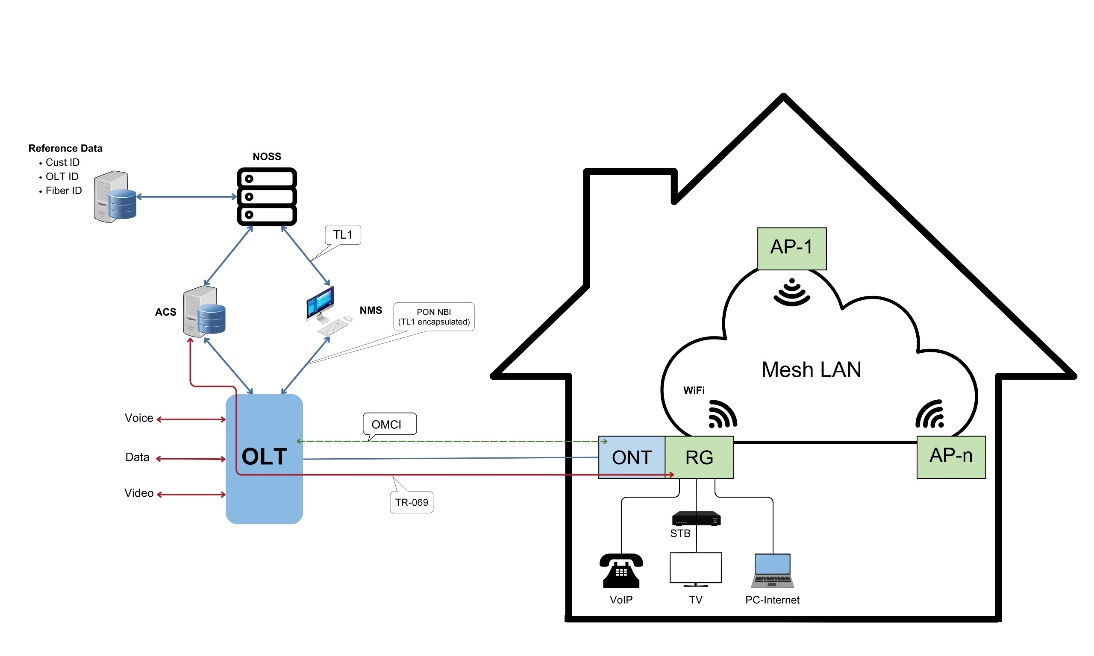 Reference Data
• Cust ID
• OLT ID
• Fiber ID
NOSS
TL1
ACS
NMS
PON NBI
(TL1 encapsulated)
Voice
Data
Video
OLT
OMCI
TR-069
AP-1
Mesh LAN
WiFi
ONT
RG
AP-n
STB
VoIP
TV
PC-Internet